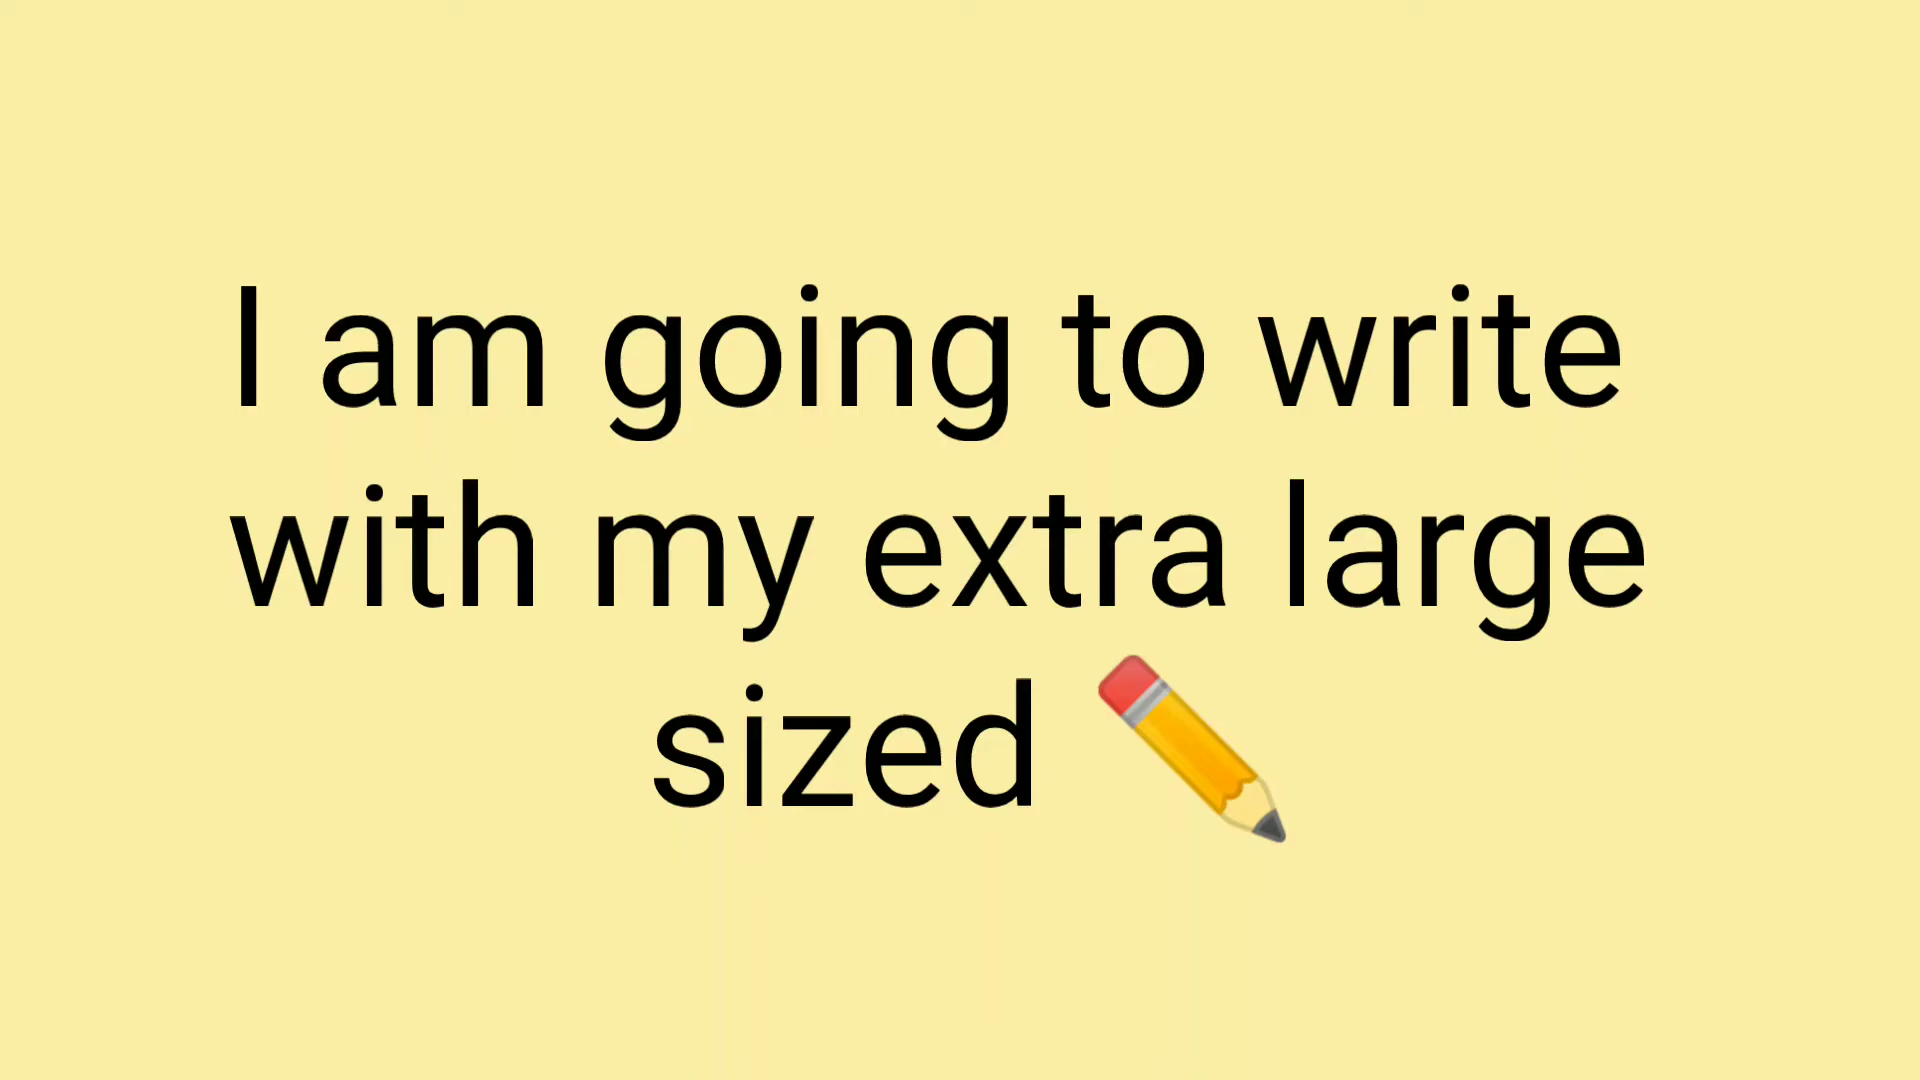 I am going to write
with my extra large
sized ✏️